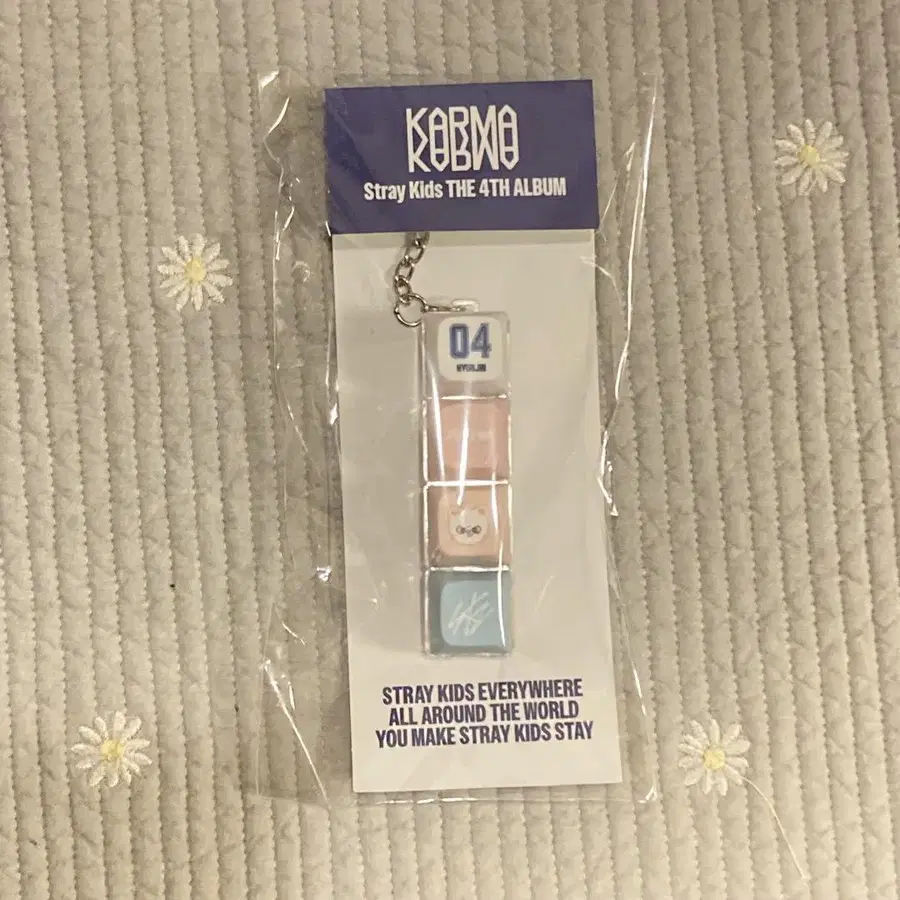 KARMA
Stray Kids THE 4TH ALBUM
04
HYUNJIN
STRAY KIDS EVERYWHERE
ALL AROUND THE WORLD
YOU MAKE STRAY KIDS STAY